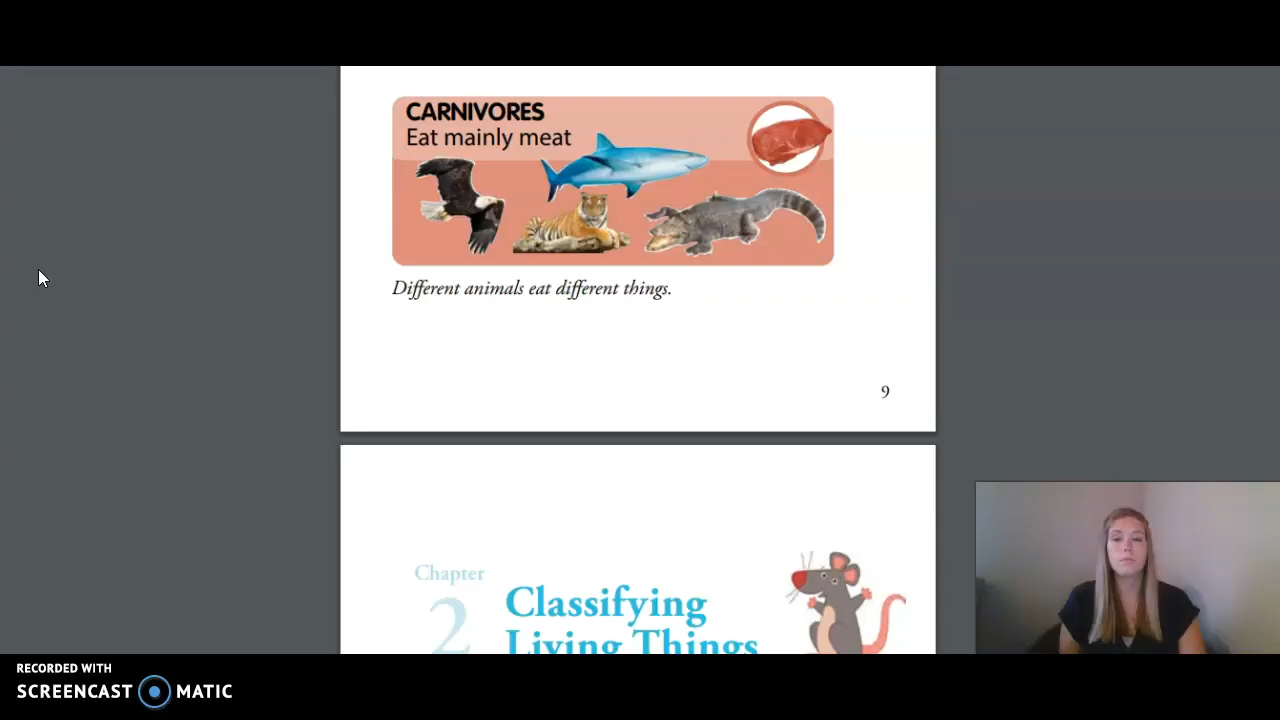 CARNIVORES
Eat mainly meat
Different animals eat different things.
9
Chapter
2
Classifying
Living Things
RECORDED WITH
SCREENCAST MATIC